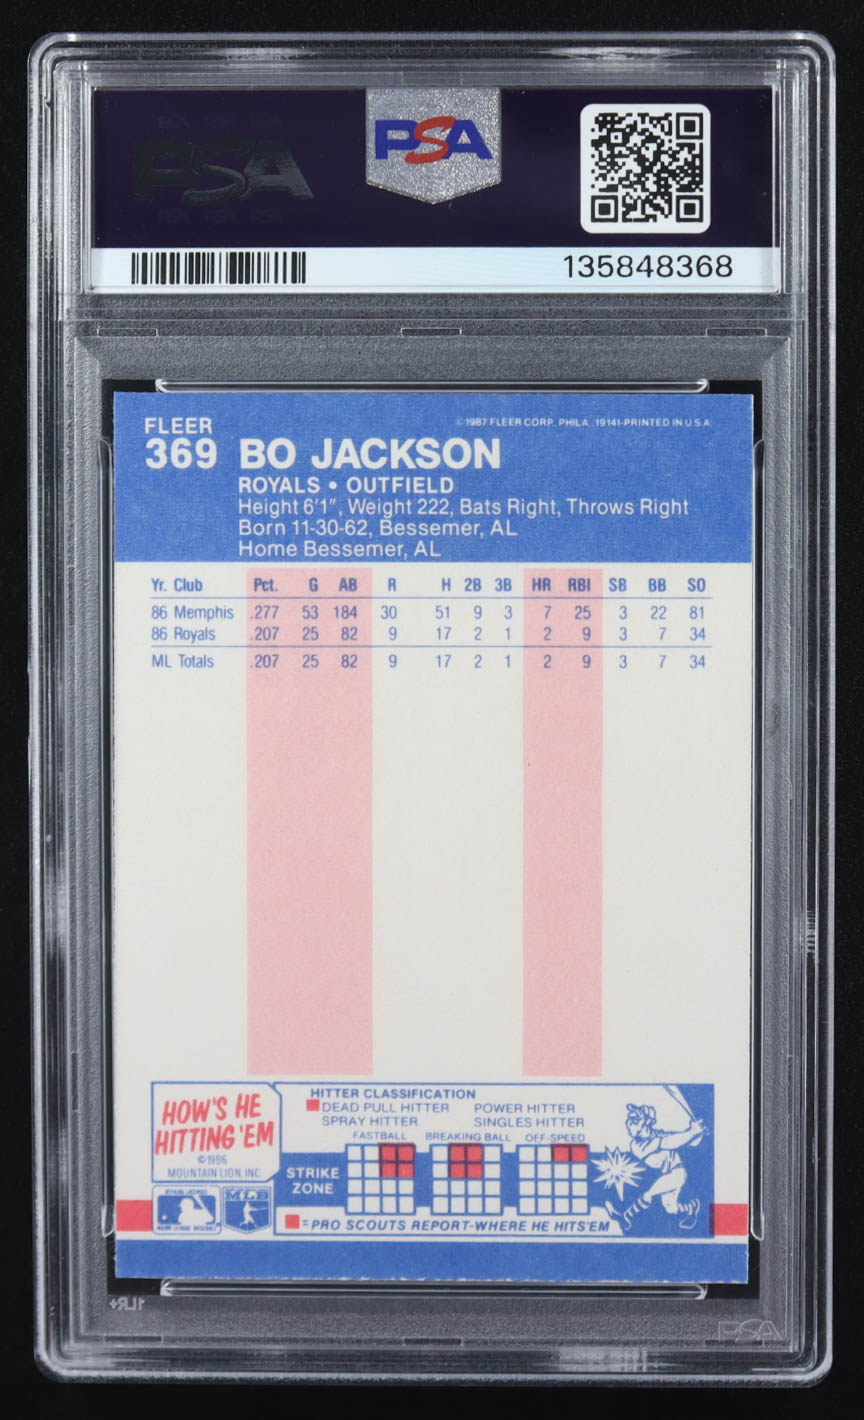 PSA
PSA
135848368
FLEER
369 BO JACKSON
© 1987 FLEER CORP. PHILA. 19141-PRINTED IN U.S.A.
ROYALS • OUTFIELD
Height 6'1", Weight 222, Bats Right, Throws Right
Born 11-30-62, Bessemer, AL
Home Bessemer, AL
Yr. Club Pct. G AB R H 2B 3B HR RBI SB BB SO
86 Memphis .277 53 184 30 51 9 3 7 25 3 22 81
86 Royals .207 25 82 9 17 2 1 2 9 3 7 34
ML Totals .207 25 82 9 17 2 1 2 9 3 7 34
HOW'S HE
HITTING 'EM
©1986
MOUNTAIN LION, INC
HITTER CLASSIFICATION
DEAD PULL HITTER POWER HITTER
SPRAY HITTER SINGLES HITTER
FASTBALL BREAKING BALL OFF-SPEED
STRIKE
ZONE
=PRO SCOUTS REPORT-WHERE HE HITS 'EM
MLB
PSA